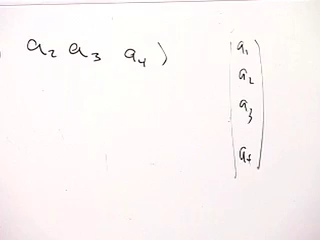 a₂ a₃ a₄ )
(a₁
a₂
a₃
a₄)